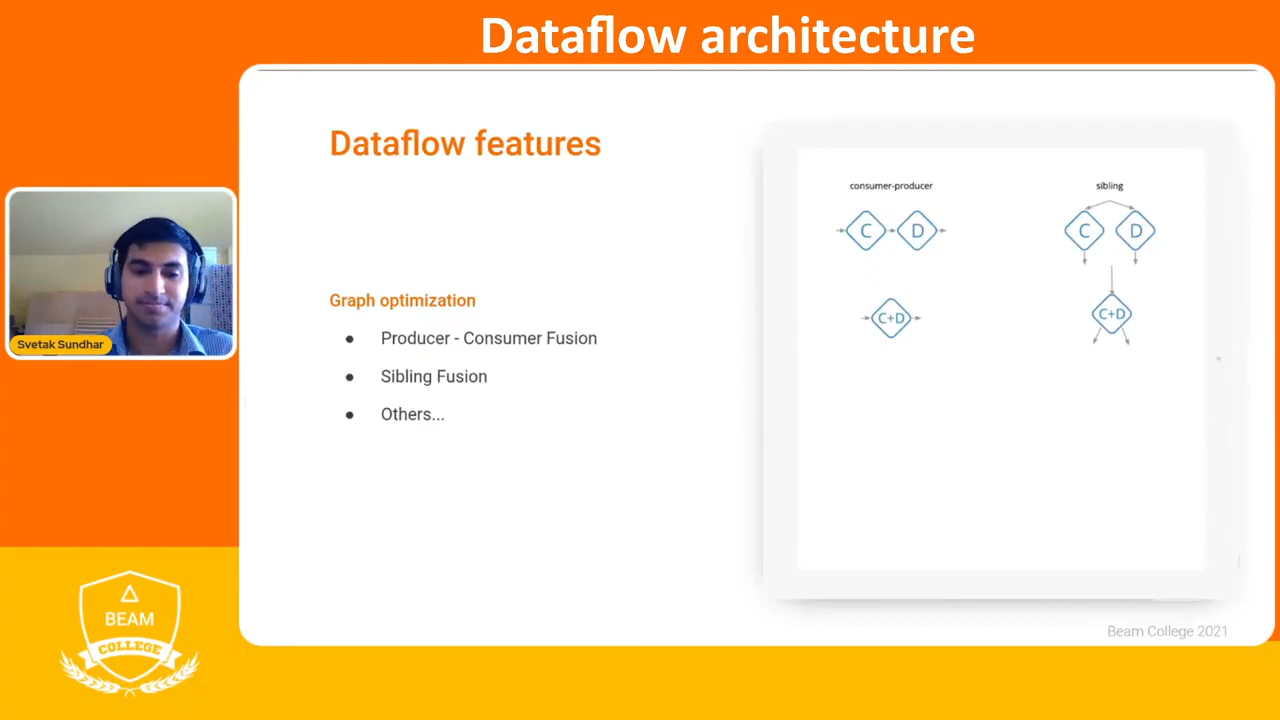 Dataflow architecture
Dataflow features
Graph optimization
● Producer - Consumer Fusion
● Sibling Fusion
● Others...
consumer-producer
C D
C+D
sibling
C D
C+D
Svetak Sundhar
BEAM
COLLEGE
Beam College 2021